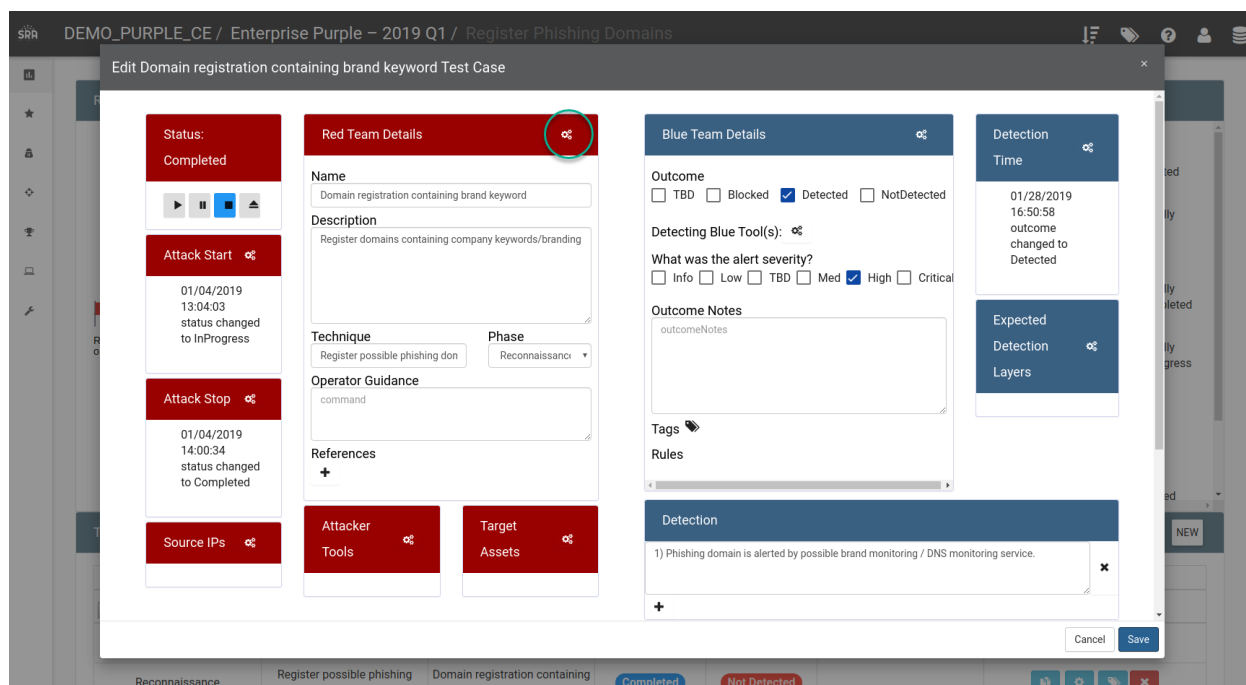 SRA
DEMO_PURPLE_CE / Enterprise Purple – 2019 Q1 / Register Phishing Domains
Edit Domain registration containing brand keyword Test Case
×
Status:
Completed
Attack Start
01/04/2019
13:04:03
status changed
to InProgress
Attack Stop
01/04/2019
14:00:34
status changed
to Completed
Source IPs
Red Team Details
Name
Domain registration containing brand keyword
Description
Register domains containing company keywords/branding
Technique
Phase
Register possible phishing don
Reconnaissance
Operator Guidance
command
References
+
Attacker
Tools
Target
Assets
Blue Team Details
Outcome
TBD Blocked Detected NotDetected
Detecting Blue Tool(s):
What was the alert severity?
Info Low TBD Med High Critical
Outcome Notes
outcomeNotes
Tags
Rules
Detection
Time
01/28/2019
16:50:58
outcome
changed to
Detected
Expected
Detection
Layers
Detection
1) Phishing domain is alerted by possible brand monitoring / DNS monitoring service.
+
Cancel Save
NEW
Reconnaissance
Register possible phishing
Domain registration containing
Completed
Not Detected